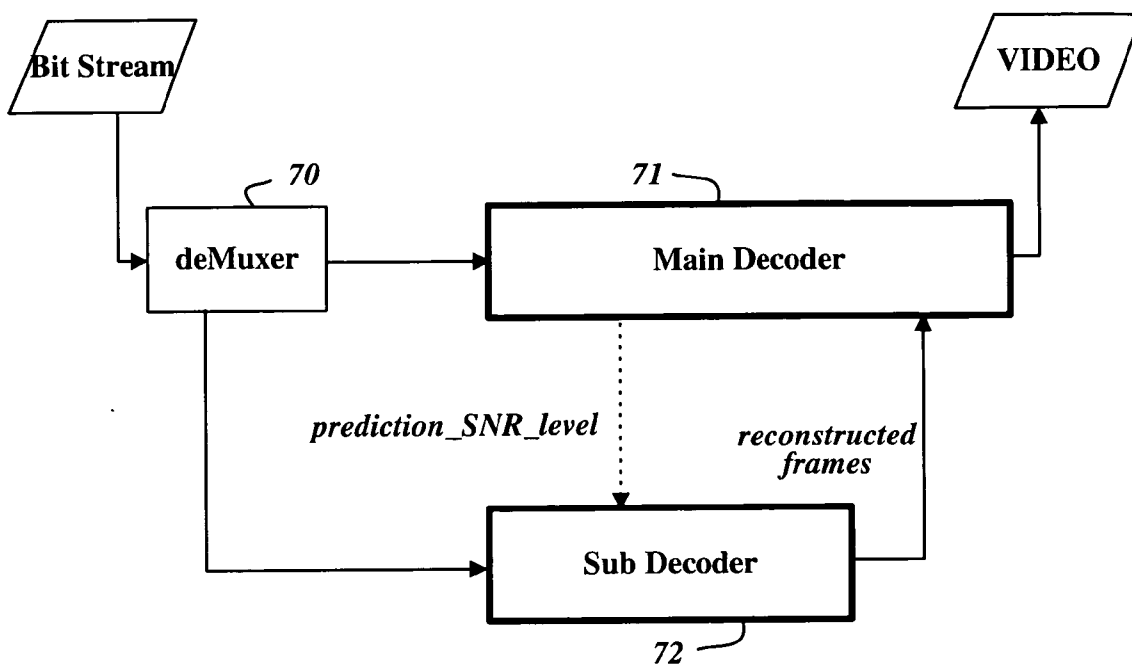 Bit Stream
VIDEO
70
71
deMuxer
Main Decoder
prediction_SNR_level
reconstructed
frames
Sub Decoder
72